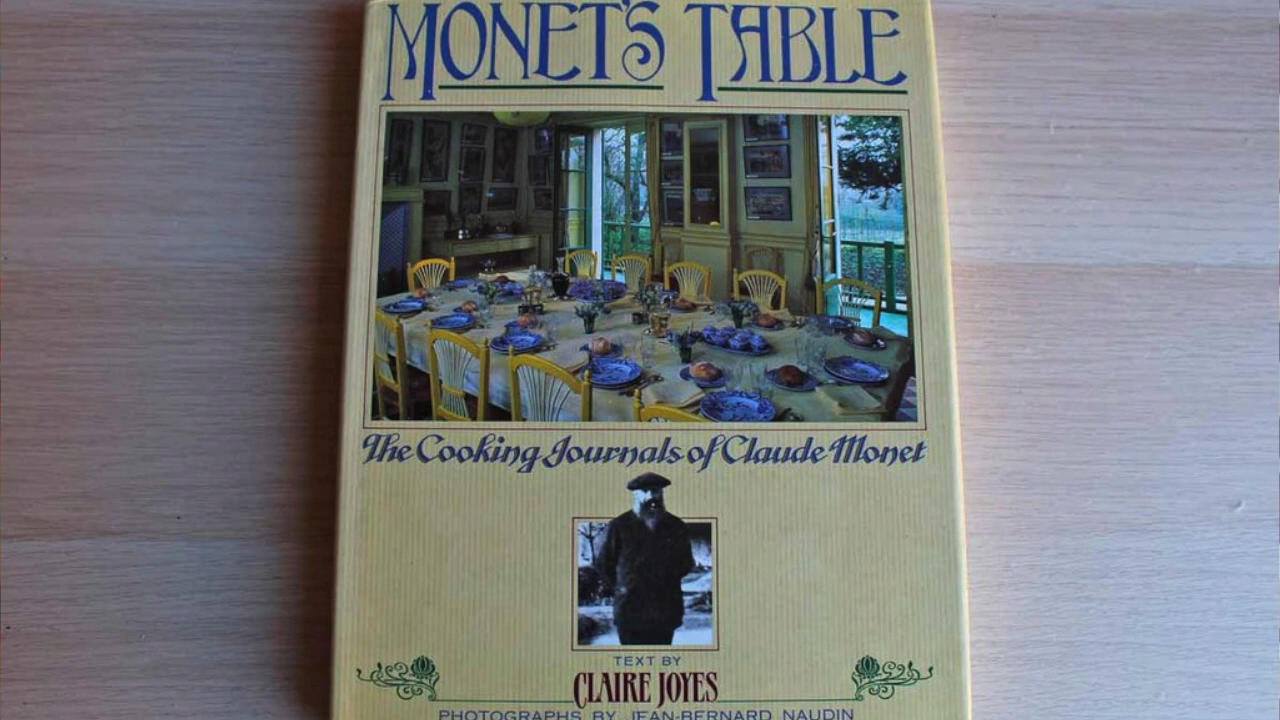 MONET'S TABLE
The Cooking Journals of Claude Monet
TEXT BY
CLAIRE JOYES
PHOTOGRAPHS BY JEAN-BERNARD NAUDIN